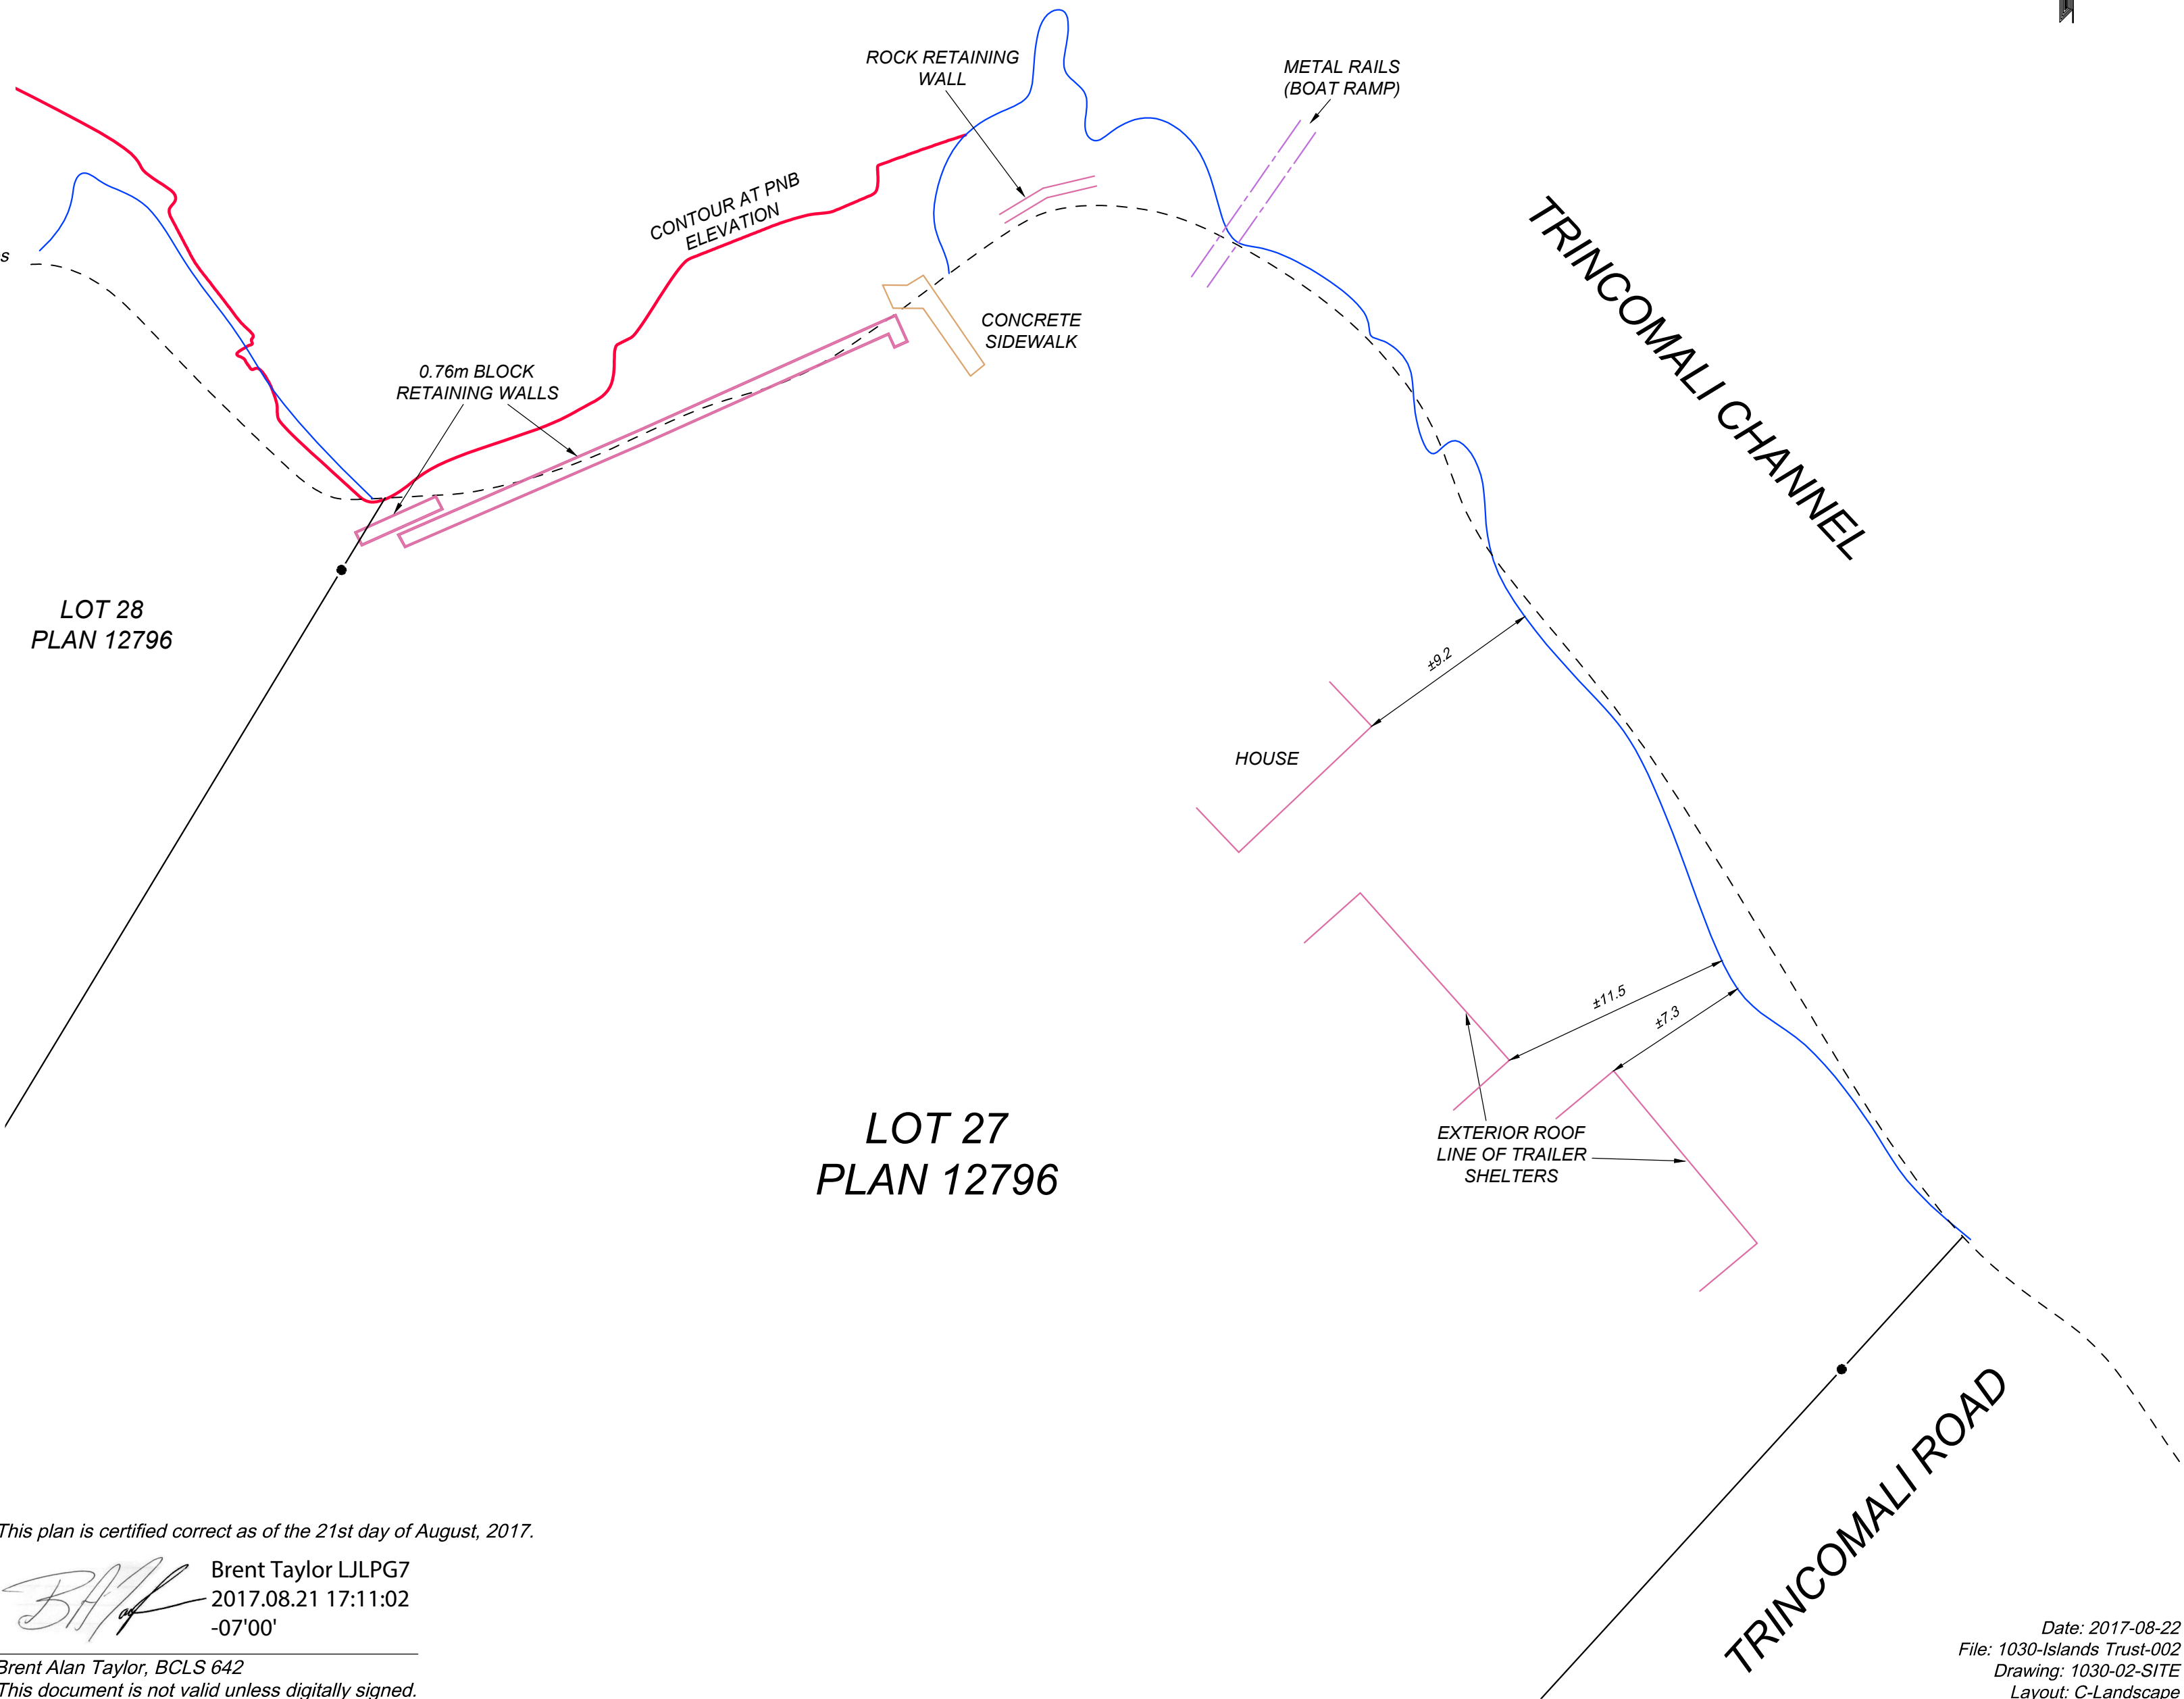 ROCK RETAINING
WALL
METAL RAILS
(BOAT RAMP)
CONTOUR AT PNB
ELEVATION
TRINCOMALI CHANNEL
s
CONCRETE
SIDEWALK
0.76m BLOCK
RETAINING WALLS
LOT 28
PLAN 12796
±9.2
HOUSE
±11.5
±7.3
LOT 27
PLAN 12796
EXTERIOR ROOF
LINE OF TRAILER
SHELTERS
TRINCOMALI ROAD
This plan is certified correct as of the 21st day of August, 2017.
Brent Taylor LJLPG7
2017.08.21 17:11:02
-07'00'
Brent Alan Taylor, BCLS 642
This document is not valid unless digitally signed.
Date: 2017-08-22
File: 1030-Islands Trust-002
Drawing: 1030-02-SITE
Layout: C-Landscape